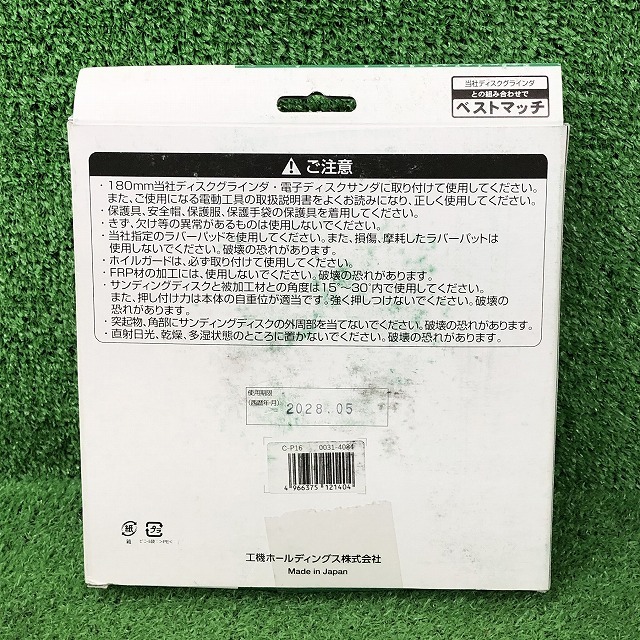 当社ディスクグラインダ
との組み合わせで
ベストマッチ
ご注意
・180mm当社ディスクグラインダ・電子ディスクサンダに取り付けて使用してください。
また、ご使用になる電動工具の取扱説明書をよくお読みになり、正しく使用してください。
・保護具、安全帽、保護服、保護手袋の保護具を着用してください。
・きず、欠け等の異常があるものは使用しないでください。
・当社指定のラバーパッドを使用してください。また、損傷、摩耗したラバーパットは
使用しないでください。破壊の恐れがあります。
・ホイルガードは、必ず取り付けて使用してください。
・FRP材の加工には、使用しないでください。破壊の恐れがあります。
・サンディングディスクと被加工材との角度は15°〜30°内で使用してください。
また、押し付け力は本体の自重位が適当です。強く押しつけないでください。破壊の
恐れがあります。
・突起物、角部にサンディングディスクの外周部を当てないでください。破壊の恐れがあります。
・直射日光、乾燥、多湿状態のところに置かないでください。破壊の恐れがあります。
使用期限
(西暦年・月)
2028.05
C-P16 0031-4084
4 966375 121404
紙
プラ
箱
ビニル袋 >PE<
工機ホールディングス株式会社
Made in Japan